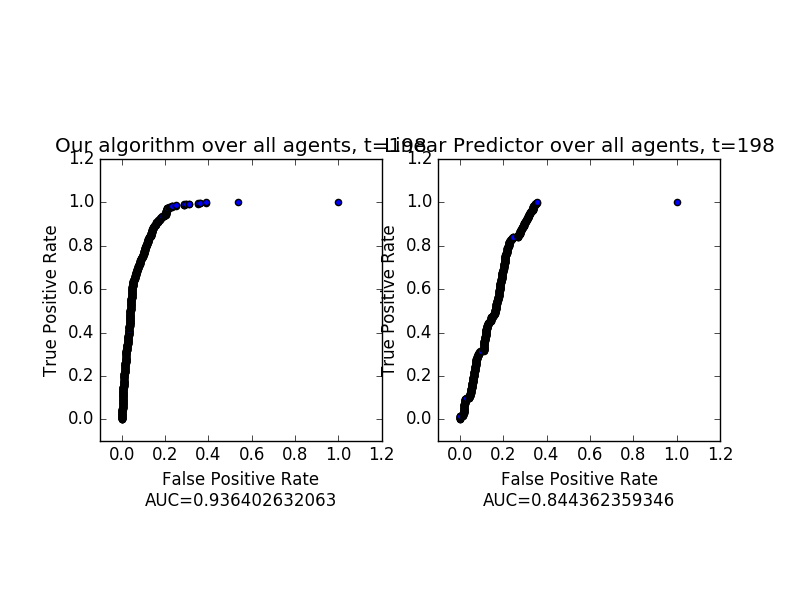 Our algorithm over all agents, t=198
Linear Predictor over all agents, t=198
True Positive Rate
1.2
1.0
0.8
0.6
0.4
0.2
0.0
0.0 0.2 0.4 0.6 0.8 1.0 1.2
False Positive Rate
AUC=0.936402632063
True Positive Rate
1.2
1.0
0.8
0.6
0.4
0.2
0.0
0.0 0.2 0.4 0.6 0.8 1.0 1.2
False Positive Rate
AUC=0.844362359346